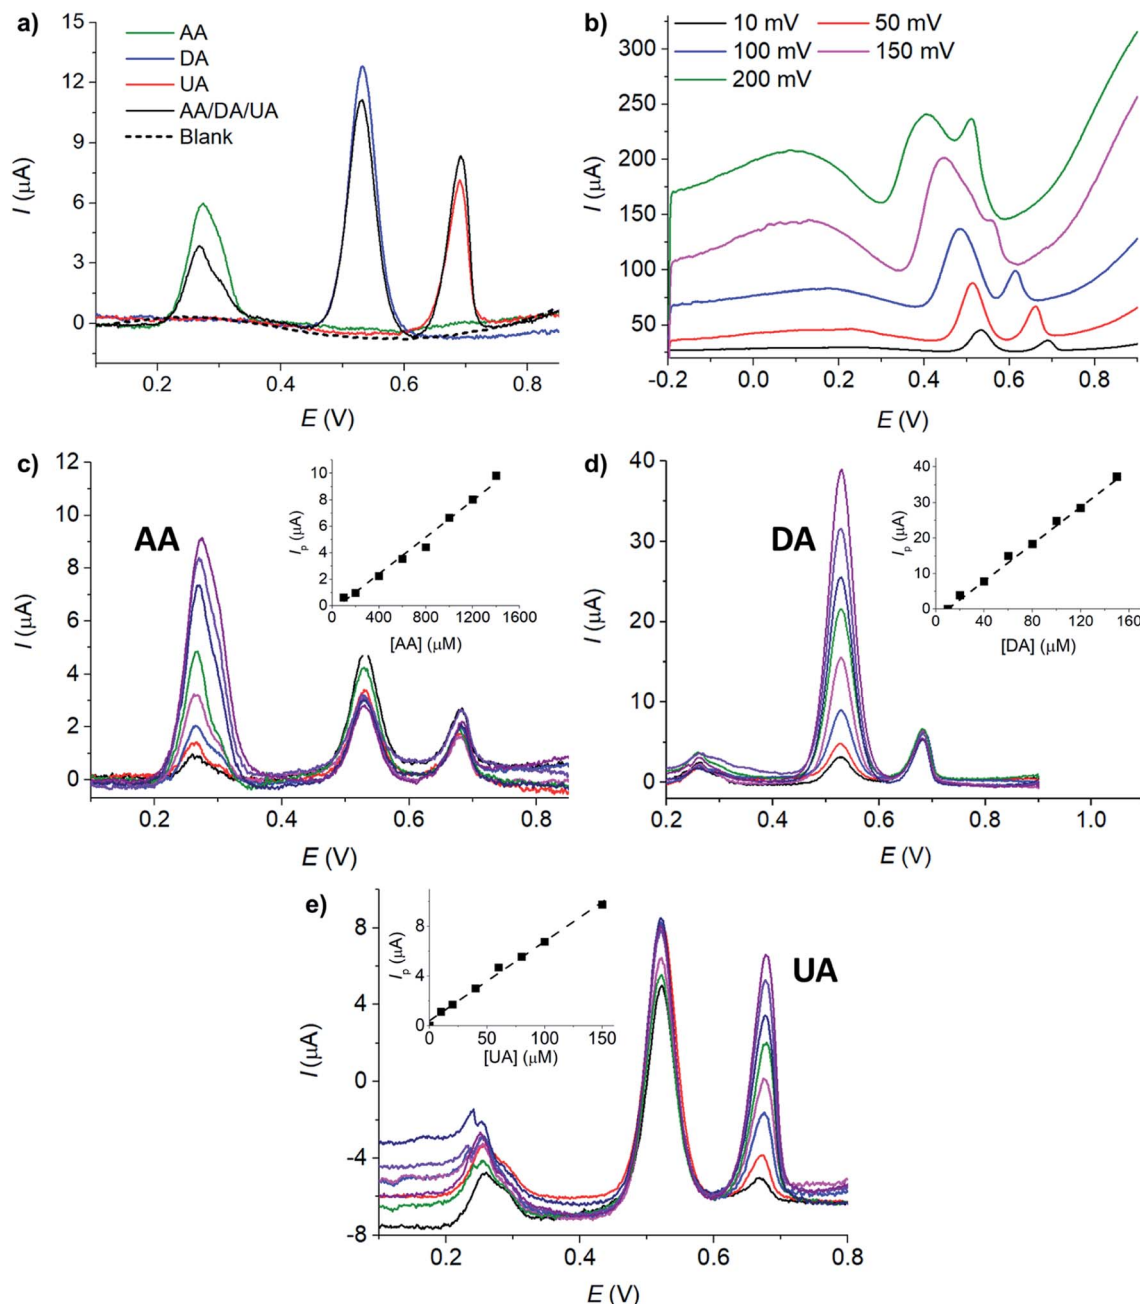 a)
15
12
9
6
3
0
I (μA)
AA
DA
UA
AA/DA/UA
Blank
0.2 0.4 0.6 0.8
E (V)
b)
10 mV 50 mV
100 mV 150 mV
200 mV
300
250
200
150
100
50
I (μA)
-0.2 0.0 0.2 0.4 0.6 0.8
E (V)
c)
12
10
8
6
4
2
0
I (μA)
AA
10
8
6
4
2
0
Ip (μA)
0 400 800 1200 1600
[AA] (μM)
0.2 0.4 0.6 0.8
E (V)
d)
40
30
20
10
0
I (μA)
DA
40
30
20
10
0
Ip (μA)
0 40 80 120 160
[DA] (μM)
0.2 0.4 0.6 0.8 1.0
E (V)
e)
8
4
0
-4
-8
I (μA)
UA
8
4
0
Ip (μA)
0 50 100 150
[UA] (μM)
0.2 0.4 0.6 0.8
E (V)